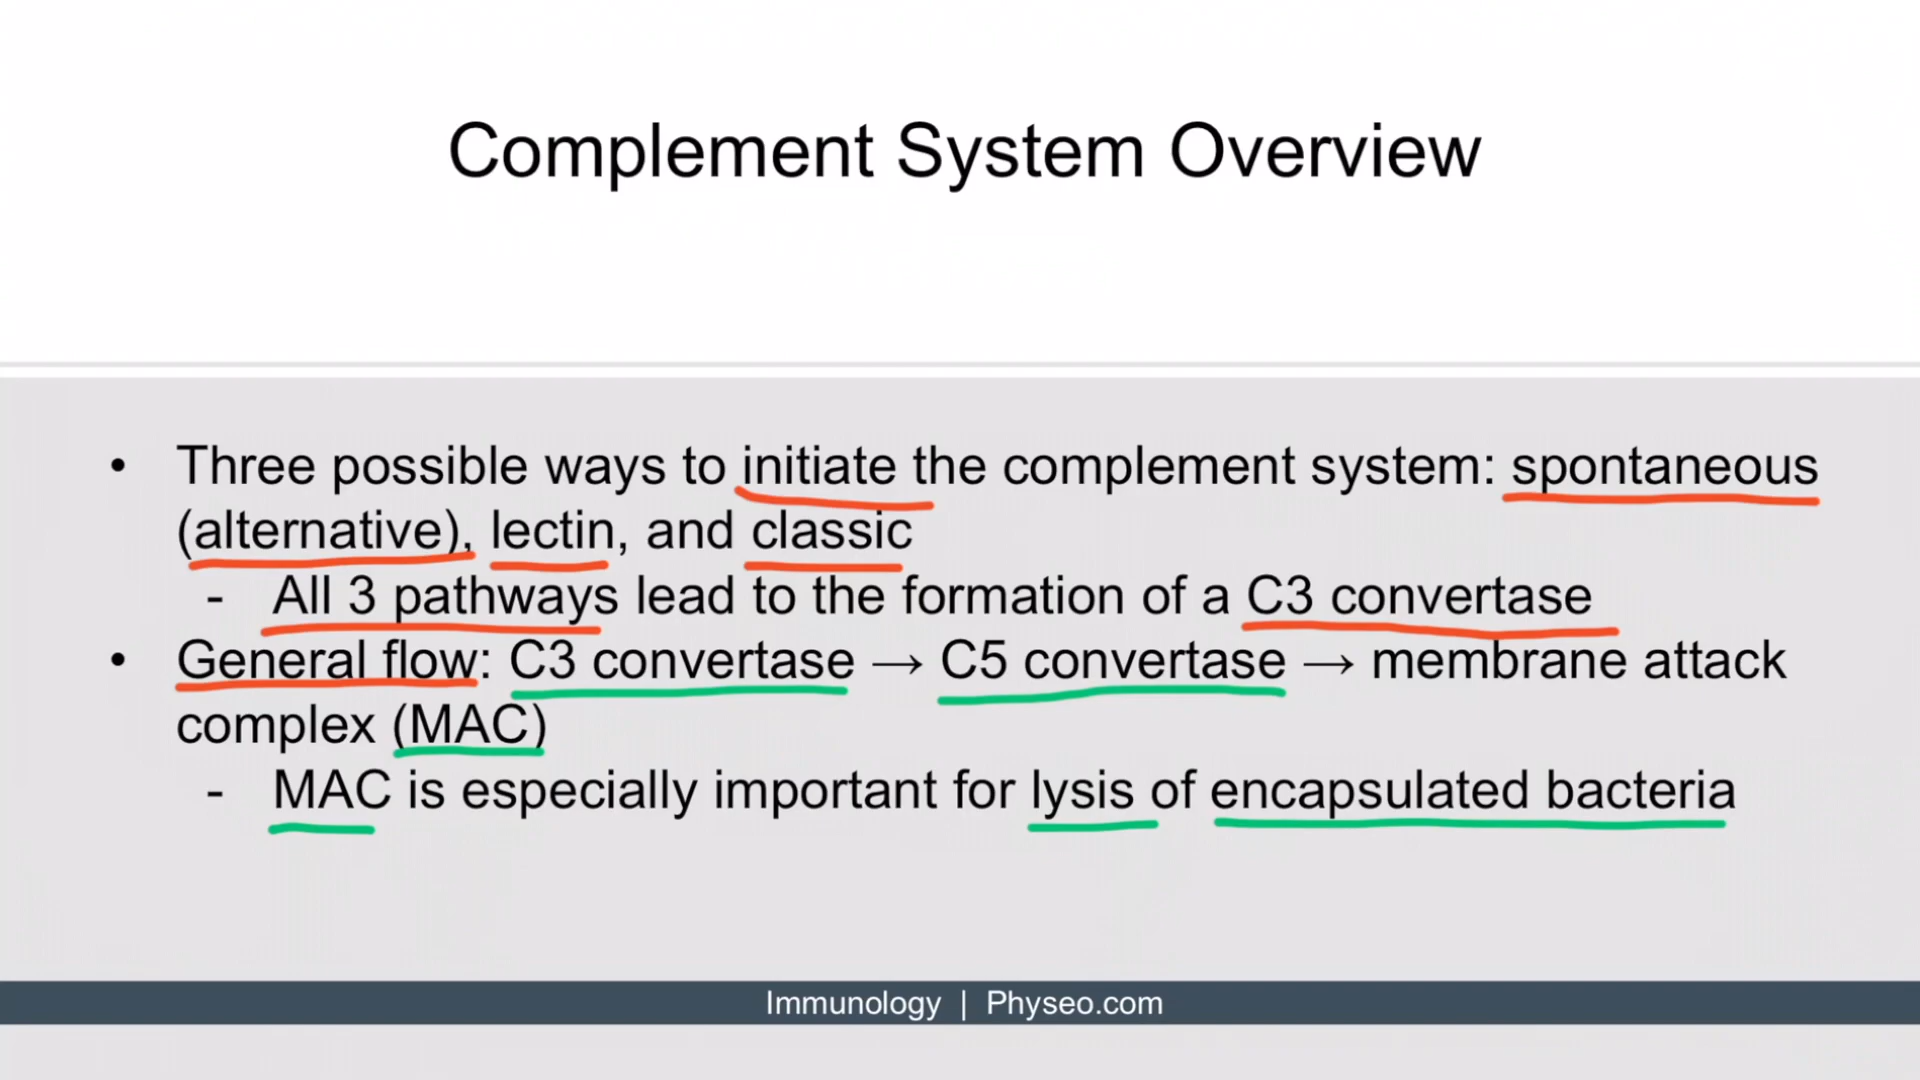 Complement System Overview
• Three possible ways to initiate the complement system: spontaneous
(alternative), lectin, and classic
- All 3 pathways lead to the formation of a C3 convertase
• General flow: C3 convertase → C5 convertase → membrane attack
complex (MAC)
- MAC is especially important for lysis of encapsulated bacteria
Immunology | Physeo.com